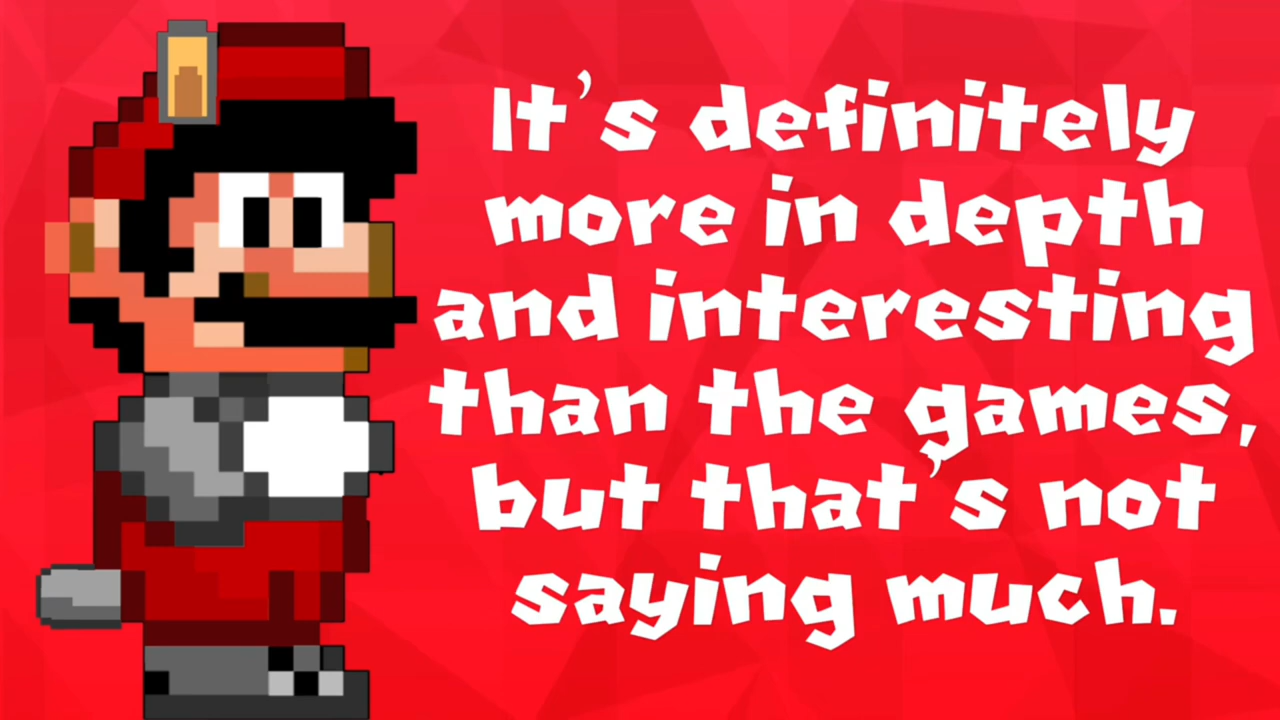 It's definitely
more in depth
and interesting
than the games,
but that's not
saying much.